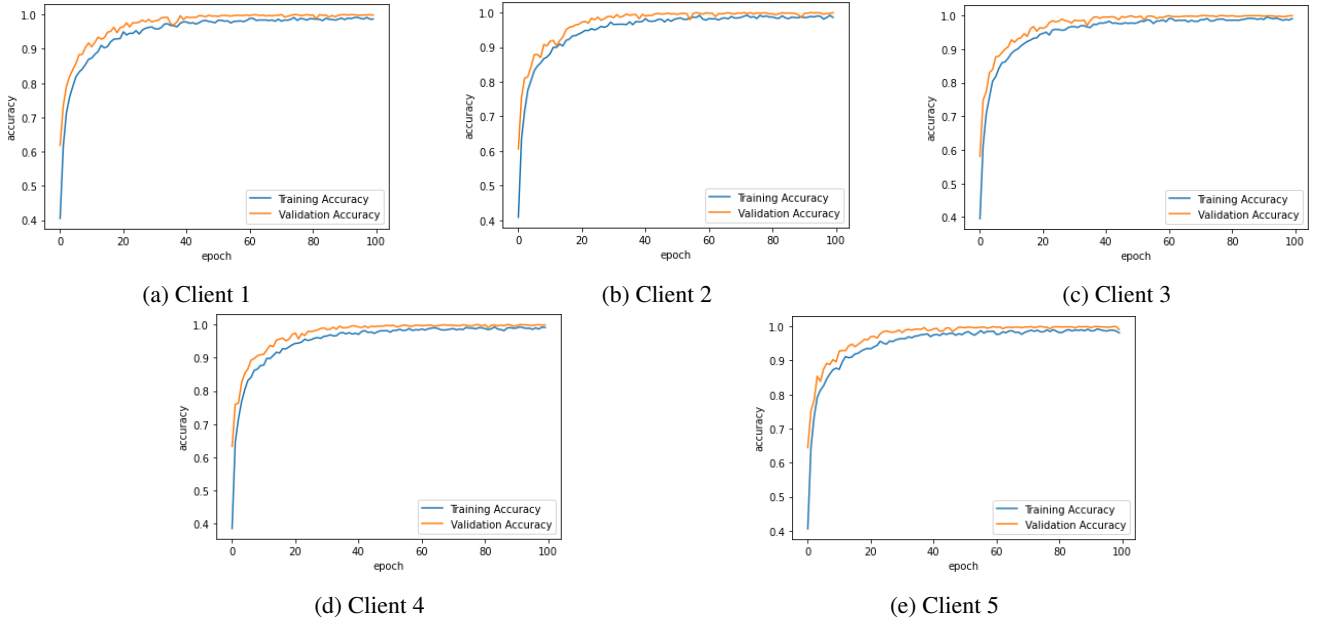 1.0
0.9
0.8
0.7
0.6
0.5
0.4
accuracy
0 20 40 60 80 100
epoch
Training Accuracy
Validation Accuracy
(a) Client 1
1.0
0.9
0.8
0.7
0.6
0.5
0.4
accuracy
0 20 40 60 80 100
epoch
Training Accuracy
Validation Accuracy
(b) Client 2
1.0
0.9
0.8
0.7
0.6
0.5
0.4
accuracy
0 20 40 60 80 100
epoch
Training Accuracy
Validation Accuracy
(c) Client 3
1.0
0.9
0.8
0.7
0.6
0.5
0.4
accuracy
0 20 40 60 80 100
epoch
Training Accuracy
Validation Accuracy
(d) Client 4
1.0
0.9
0.8
0.7
0.6
0.5
0.4
accuracy
0 20 40 60 80 100
epoch
Training Accuracy
Validation Accuracy
(e) Client 5